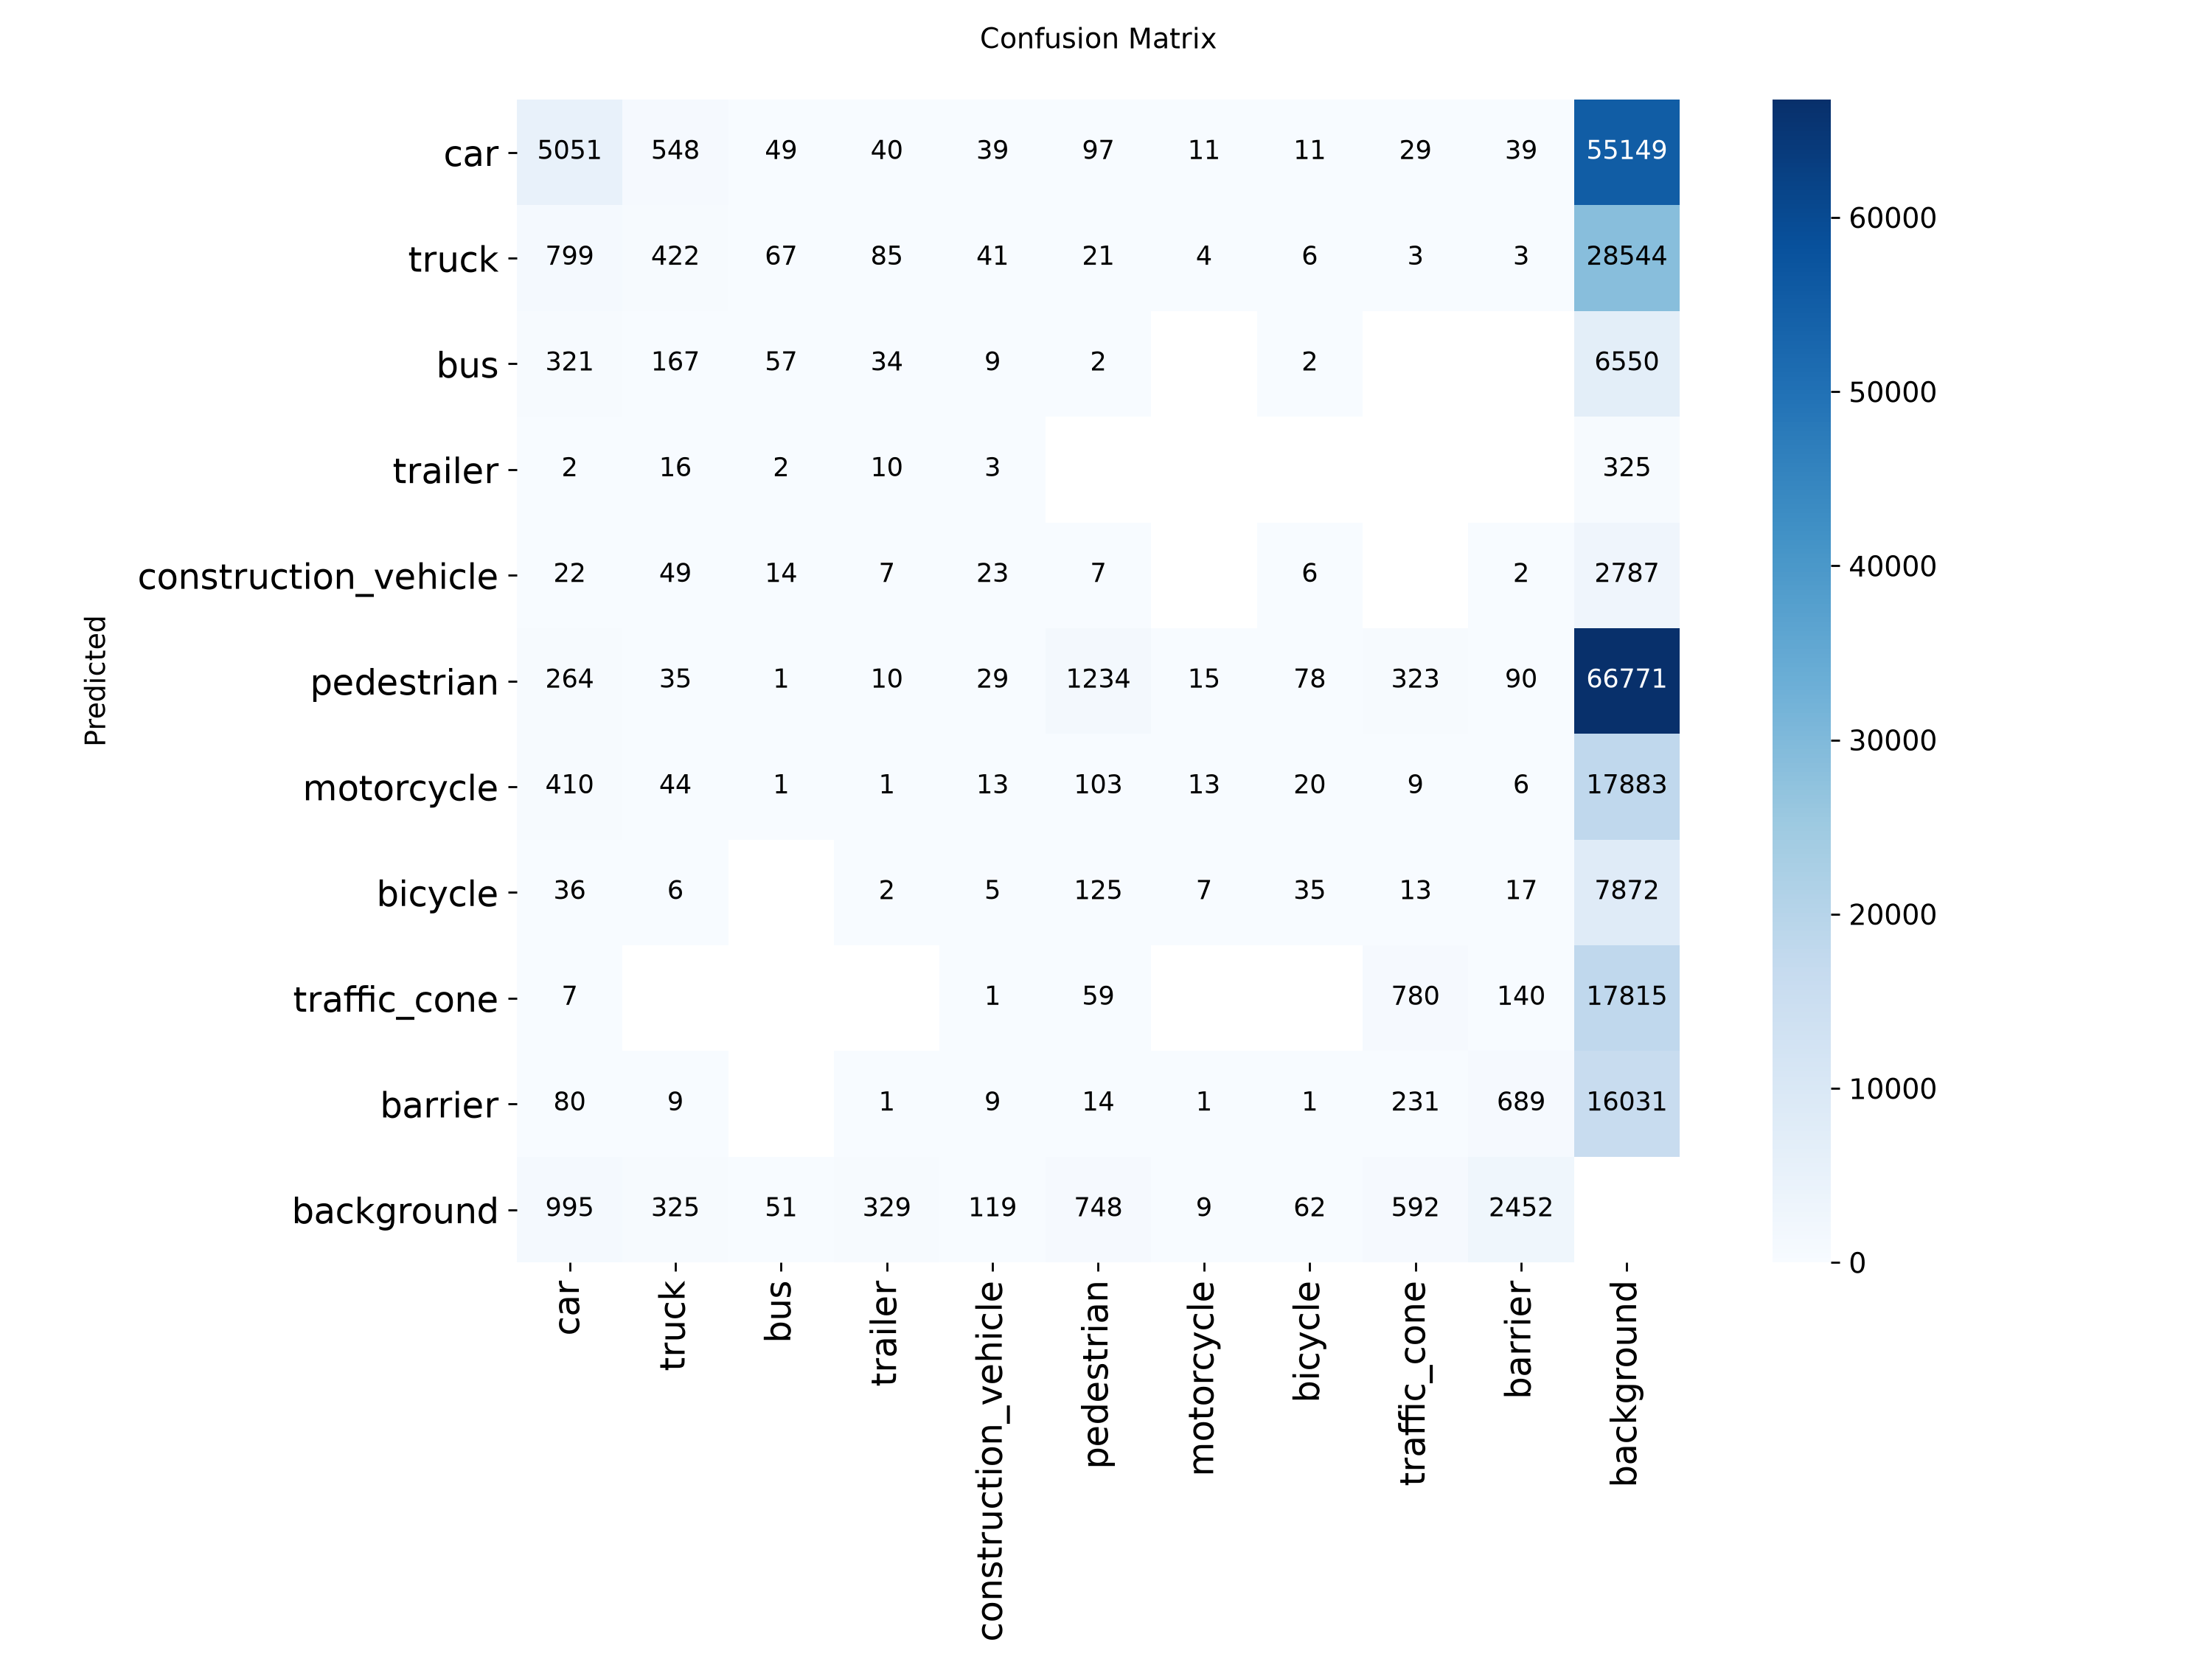 Confusion Matrix
car 5051 548 49 40 39 97 11 11 29 39 55149
truck 799 422 67 85 41 21 4 6 3 3 28544
bus 321 167 57 34 9 2 2 6550
trailer 2 16 2 10 3 325
construction_vehicle 22 49 14 7 23 7 6 2 2787
pedestrian 264 35 1 10 29 1234 15 78 323 90 66771
motorcycle 410 44 1 1 13 103 13 20 9 6 17883
bicycle 36 6 2 5 125 7 35 13 17 7872
traffic_cone 7 1 59 780 140 17815
barrier 80 9 1 9 14 1 1 231 689 16031
background 995 325 51 329 119 748 9 62 592 2452
Predicted
car
truck
bus
trailer
construction_vehicle
pedestrian
motorcycle
bicycle
traffic_cone
barrier
background
60000
50000
40000
30000
20000
10000
0